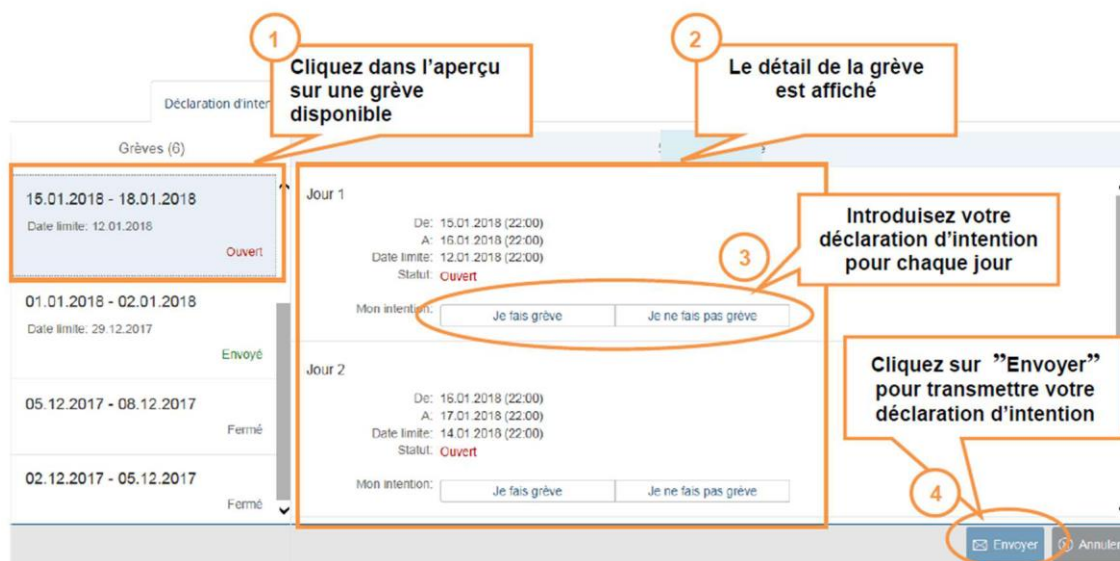 1
Cliquez dans l'aperçu
sur une grève
disponible
2
Le détail de la grève
est affiché
Déclaration d'inter
Grèves (6)
15.01.2018 - 18.01.2018
Date limite: 12.01.2018
Ouvert
01.01.2018 - 02.01.2018
Date limite: 29.12.2017
Envoyé
05.12.2017 - 08.12.2017
Fermé
02.12.2017 - 05.12.2017
Fermé
Jour 1
De: 15.01.2018 (22:00)
A: 16.01.2018 (22:00)
Date limite: 12.01.2018 (22:00)
Statut: Ouvert
Mon intention: Je fais grève Je ne fais pas grève
3
Introduisez votre
déclaration d'intention
pour chaque jour
Jour 2
De: 16.01.2018 (22:00)
A: 17.01.2018 (22:00)
Date limite: 14.01.2018 (22:00)
Statut: Ouvert
Mon intention: Je fais grève Je ne fais pas grève
Cliquez sur ”Envoyer”
pour transmettre votre
déclaration d'intention
4
Envoyer Annuler